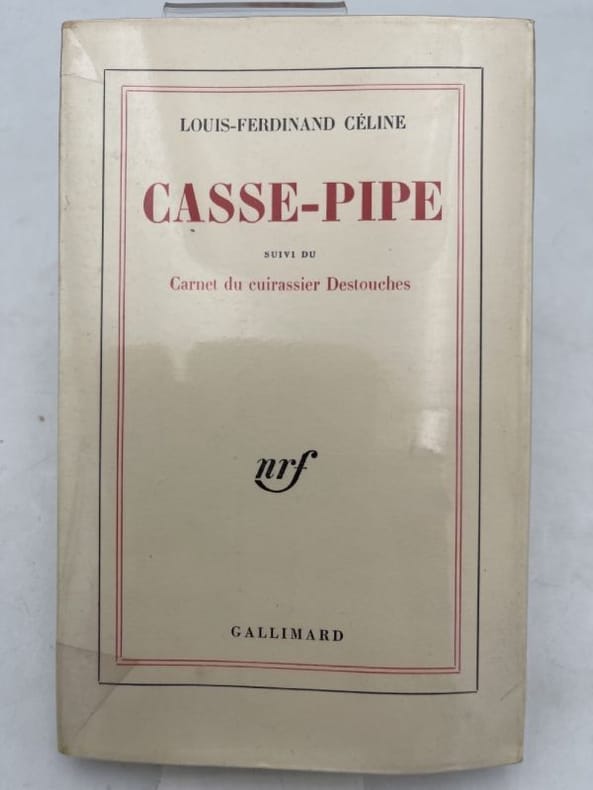 LOUIS-FERDINAND CÉLINE
CASSE-PIPE
SUIVI DU
Carnet du cuirassier Destouches
nrf
GALLIMARD